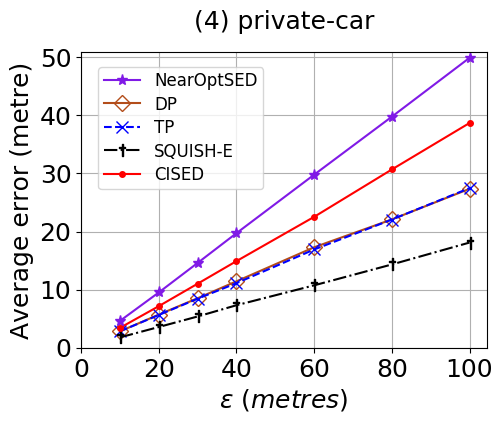 (4) private-car
Average error (metre)
50
40
30
20
10
0
NearOptSED
DP
TP
SQUISH-E
CISED
0 20 40 60 80 100
ε (metres)